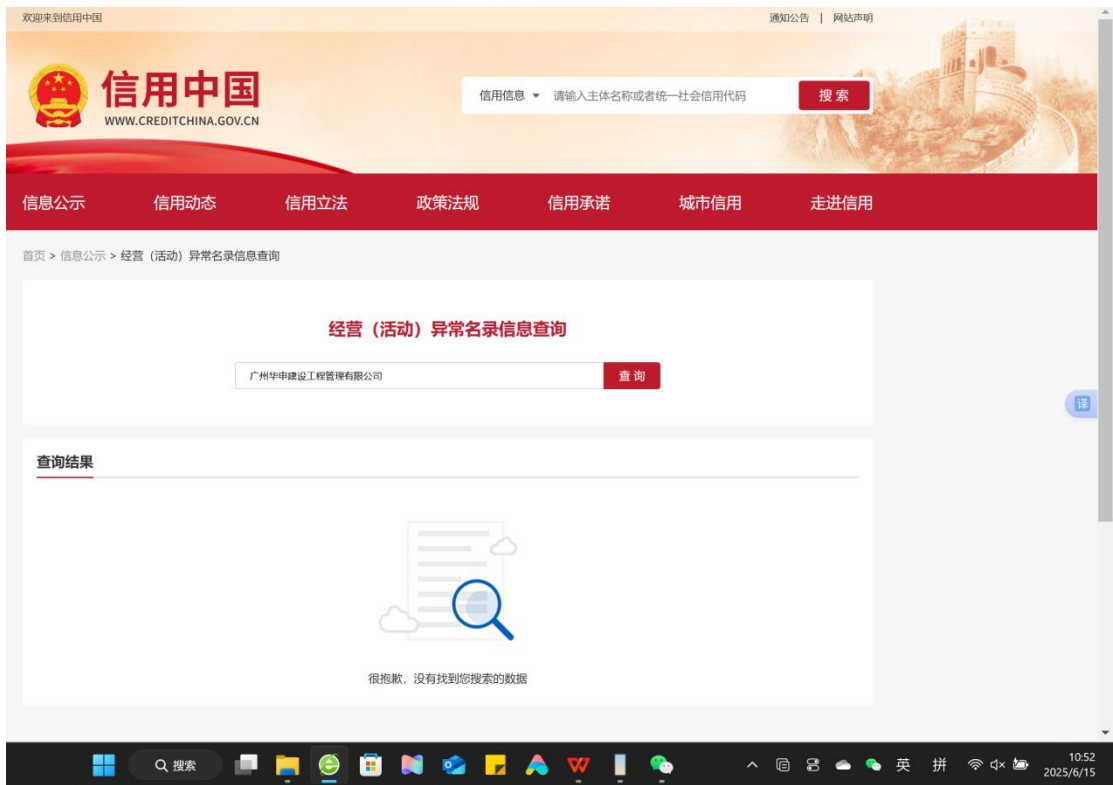 欢迎来到信用中国
通知公告 | 网站声明
信用中国
WWW.CREDITCHINA.GOV.CN
信用信息 请输入主体名称或者统一社会信用代码 搜索
信息公示 信用动态 信用立法 政策法规 信用承诺 城市信用 走进信用
首页 > 信息公示 > 经营（活动）异常名录信息查询
经营（活动）异常名录信息查询
广州华申建设工程管理有限公司 查询
译
查询结果
很抱歉，没有找到您搜索的数据
搜索 英 拼 10:52
2025/6/15